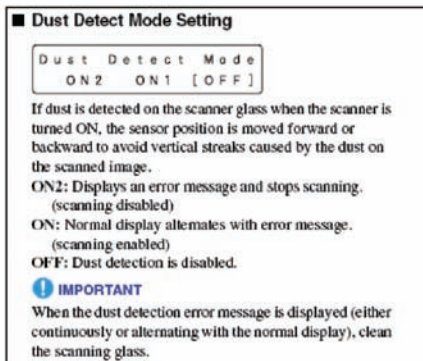 ■ Dust Detect Mode Setting
Dust Detect Mode
ON2 ON1 [OFF]
If dust is detected on the scanner glass when the scanner is
turned ON, the sensor position is moved forward or
backward to avoid vertical streaks caused by the dust on
the scanned image.
ON2: Displays an error message and stops scanning.
(scanning disabled)
ON: Normal display alternates with error message.
(scanning enabled)
OFF: Dust detection is disabled.
IMPORTANT
When the dust detection error message is displayed (either
continuously or alternating with the normal display), clean
the scanning glass.